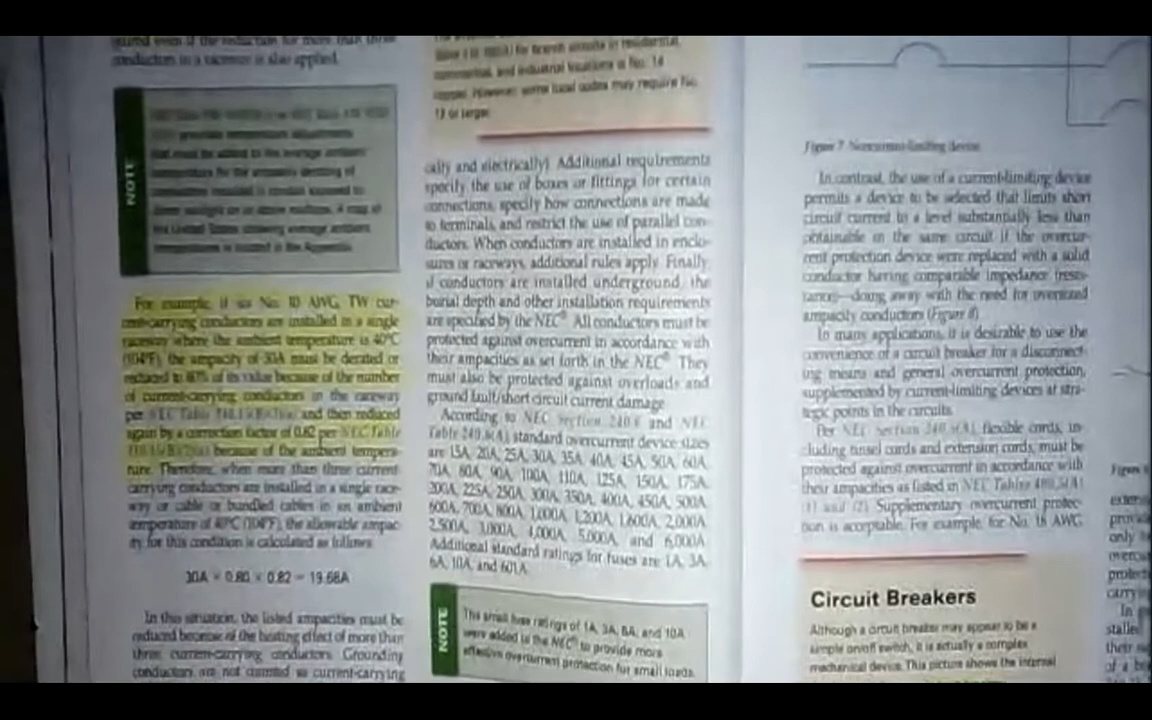 conductors in a raceway is also applied.
NOTE
provides temperature adjustments
that must be added to the average ambient
For example, if six No. 10 AWG, TW cur-
rent-carrying conductors are installed in a single
raceway where the ambient temperature is 40°C
(104°F), the ampacity of 30A must be derated or
reduced to 80% of its value because of the number
of current-carrying conductors in the raceway
per NEC Table and then reduced
again by a correction factor of 0.82 per NEC Table
because of the ambient tempera-
ture. Therefore, when more than three current-
carrying conductors are installed in a single race-
way or cable or bundled cables in an ambient
temperature of 40°C (104°F), the allowable ampac-
ity for this condition is calculated as follows:
30A × 0.80 × 0.82 = 19.68A
In this situation, the listed ampacities must be
reduced because of the heating effect of more than
three current-carrying conductors. Grounding
conductors are not counted as current-carrying
for branch circuits in residential,
commercial, and industrial locations is No. 14
copper. However, some local codes may require No.
12 or larger.
cally and electrically). Additional requirements
specify the use of boxes or fittings for certain
connections, specify how connections are made
to terminals, and restrict the use of parallel con-
ductors. When conductors are installed in enclo-
sures or raceways, additional rules apply. Finally,
if conductors are installed underground, the
burial depth and other installation requirements
are specified by the NEC®. All conductors must be
protected against overcurrent in accordance with
their ampacities as set forth in the NEC®. They
must also be protected against overloads and
ground fault/short circuit current damage.
According to NEC Section 240.6 and NEC
Table 240.6(A), standard overcurrent device sizes
are 15A, 20A, 25A, 30A, 35A, 40A, 45A, 50A, 60A,
70A, 80A, 90A, 100A, 110A, 125A, 150A, 175A,
200A, 225A, 250A, 300A, 350A, 400A, 450A, 500A,
600A, 700A, 800A, 1,000A, 1,200A, 1,600A, 2,000A,
2,500A, 3,000A, 4,000A, 5,000A, and 6,000A.
Additional standard ratings for fuses are 1A, 3A,
6A, 10A, and 601A.
NOTE
The small fuse ratings of 1A, 3A, 6A, and 10A
were added to the NEC® to provide more
effective overcurrent protection for small loads.
Figure 7 Noncurrent-limiting device.
In contrast, the use of a current-limiting device
permits a device to be selected that limits short
circuit current to a level substantially less than
obtainable in the same circuit if the overcur-
rent protection device were replaced with a solid
conductor having comparable impedance (resis-
tance)—doing away with the need for oversized
ampacity conductors (Figure 8).
In many applications, it is desirable to use the
convenience of a circuit breaker for a disconnect-
ing means and general overcurrent protection,
supplemented by current-limiting devices at stra-
tegic points in the circuits.
Per NEC Section 240.5(A), flexible cords, in-
cluding tinsel cords and extension cords, must be
protected against overcurrent in accordance with
their ampacities as listed in NEC Tables 400.5(A)
(1) and (2). Supplementary overcurrent protec-
tion is acceptable. For example, for No. 18 AWG
Circuit Breakers
Although a circuit breaker may appear to be a
simple on/off switch, it is actually a complex
mechanical device. This picture shows the internal
Figure
only
In